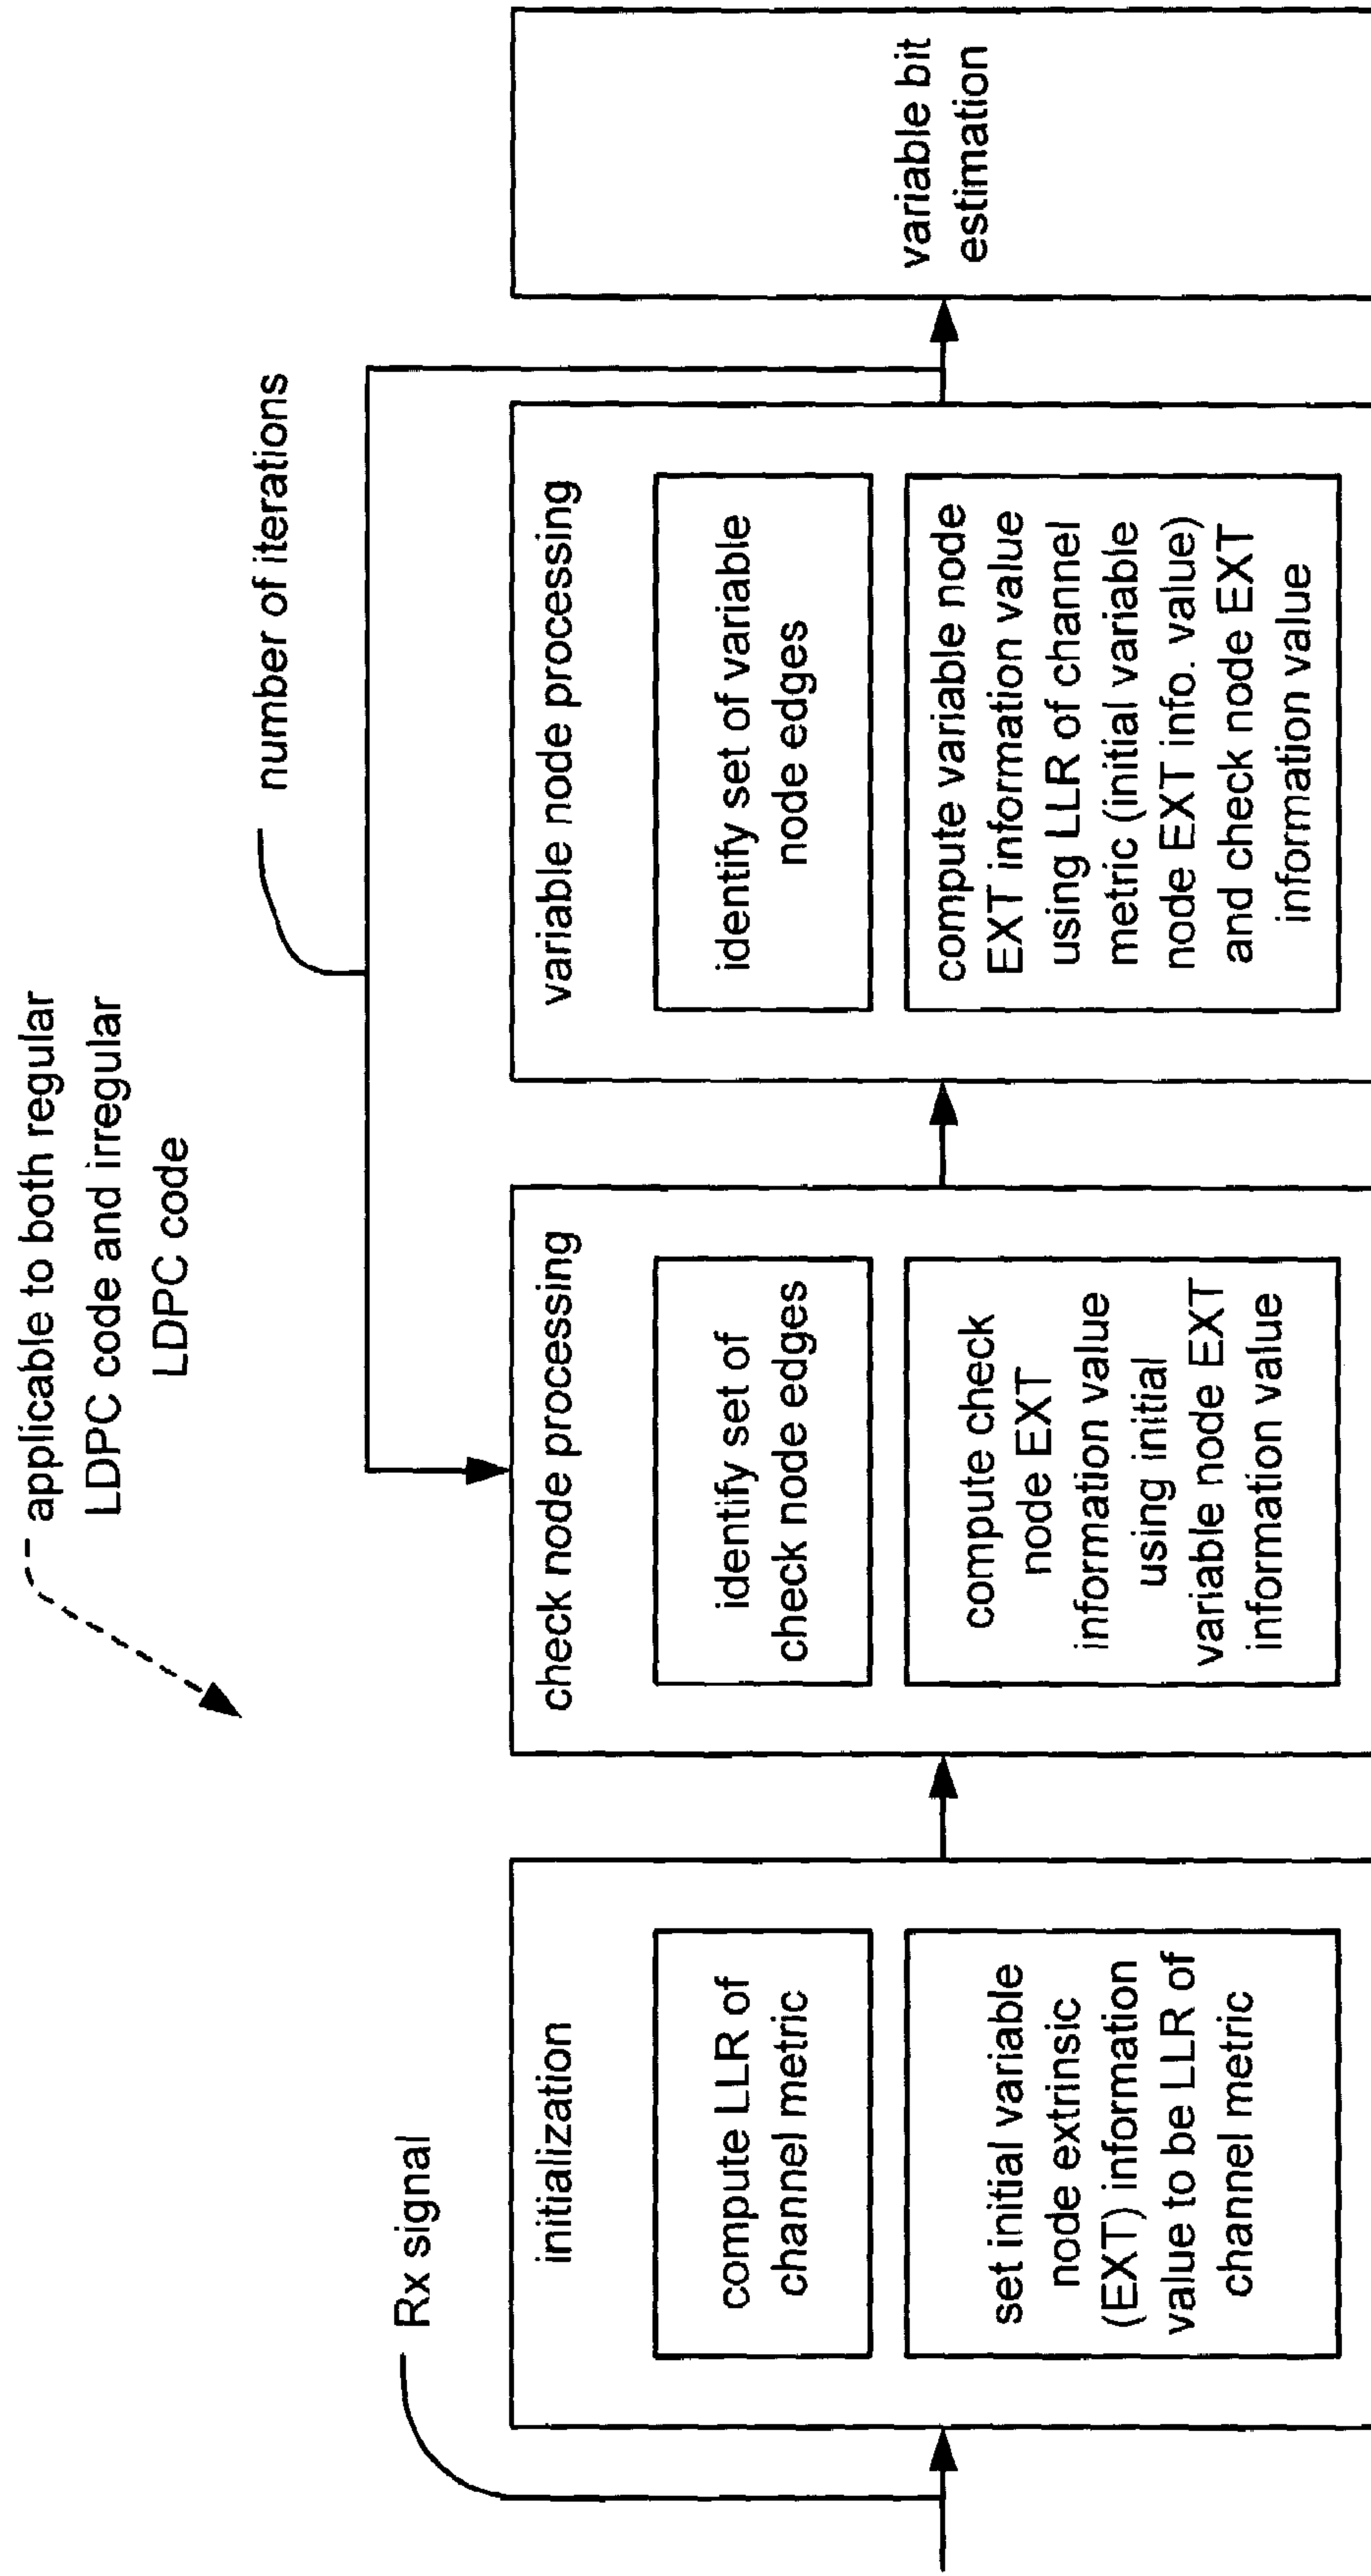 applicable to both regular
LDPC code and irregular
LDPC code
number of iterations
Rx signal
initialization
compute LLR of
channel metric
set initial variable
node extrinsic
(EXT) information
value to be LLR of
channel metric
check node processing
identify set of
check node edges
compute check
node EXT
information value
using initial
variable node EXT
information value
variable node processing
identify set of variable
node edges
compute variable node
EXT information value
using LLR of channel
metric (initial variable
node EXT info. value)
and check node EXT
information value
variable bit
estimation